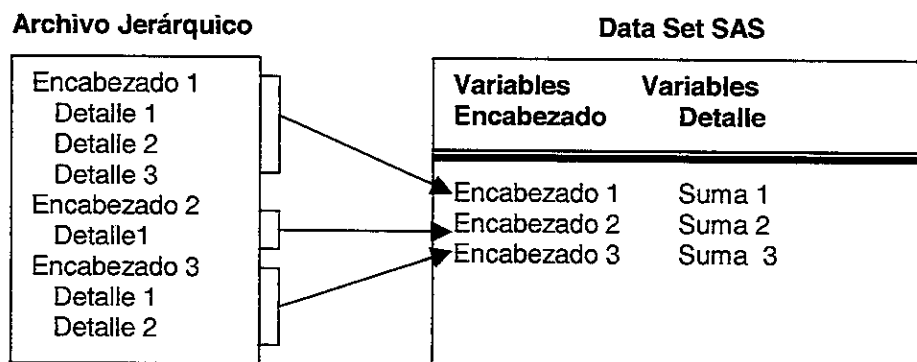 Archivo Jerárquico
Encabezado 1
Detalle 1
Detalle 2
Detalle 3
Encabezado 2
Detalle1
Encabezado 3
Detalle 1
Detalle 2
Data Set SAS
Variables Variables
Encabezado Detalle
Encabezado 1 Suma 1
Encabezado 2 Suma 2
Encabezado 3 Suma 3